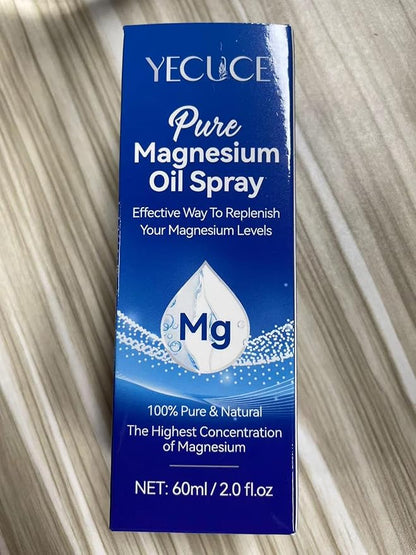 YECUCE
Pure
Magnesium
Oil Spray
Effective Way To Replenish
Your Magnesium Levels
Mg
100% Pure & Natural
The Highest Concentration
of Magnesium
NET: 60ml / 2.0 fl.oz